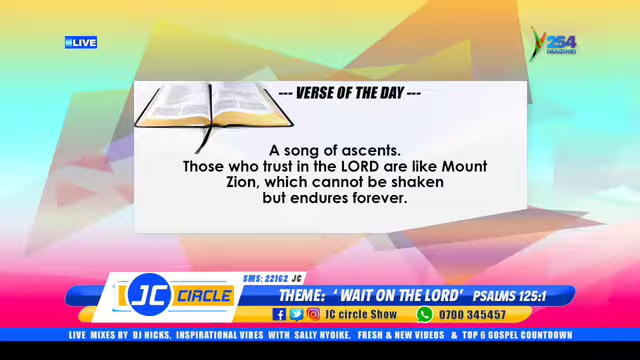 LIVE
Y 254
IMAGINE!
--- VERSE OF THE DAY ---
A song of ascents.
Those who trust in the LORD are like Mount
Zion, which cannot be shaken
but endures forever.
SMS: 22162 JC
JC CIRCLE
THEME: ‘ WAIT ON THE LORD’ PSALMS 125:1
JC circle Show 0700 345457
LIVE MIXES BY DJ NICKS, INSPIRATIONAL VIBES WITH SALLY NYOIKE, FRESH & NEW VIDEOS & TOP 6 GOSPEL COUNTDOWN